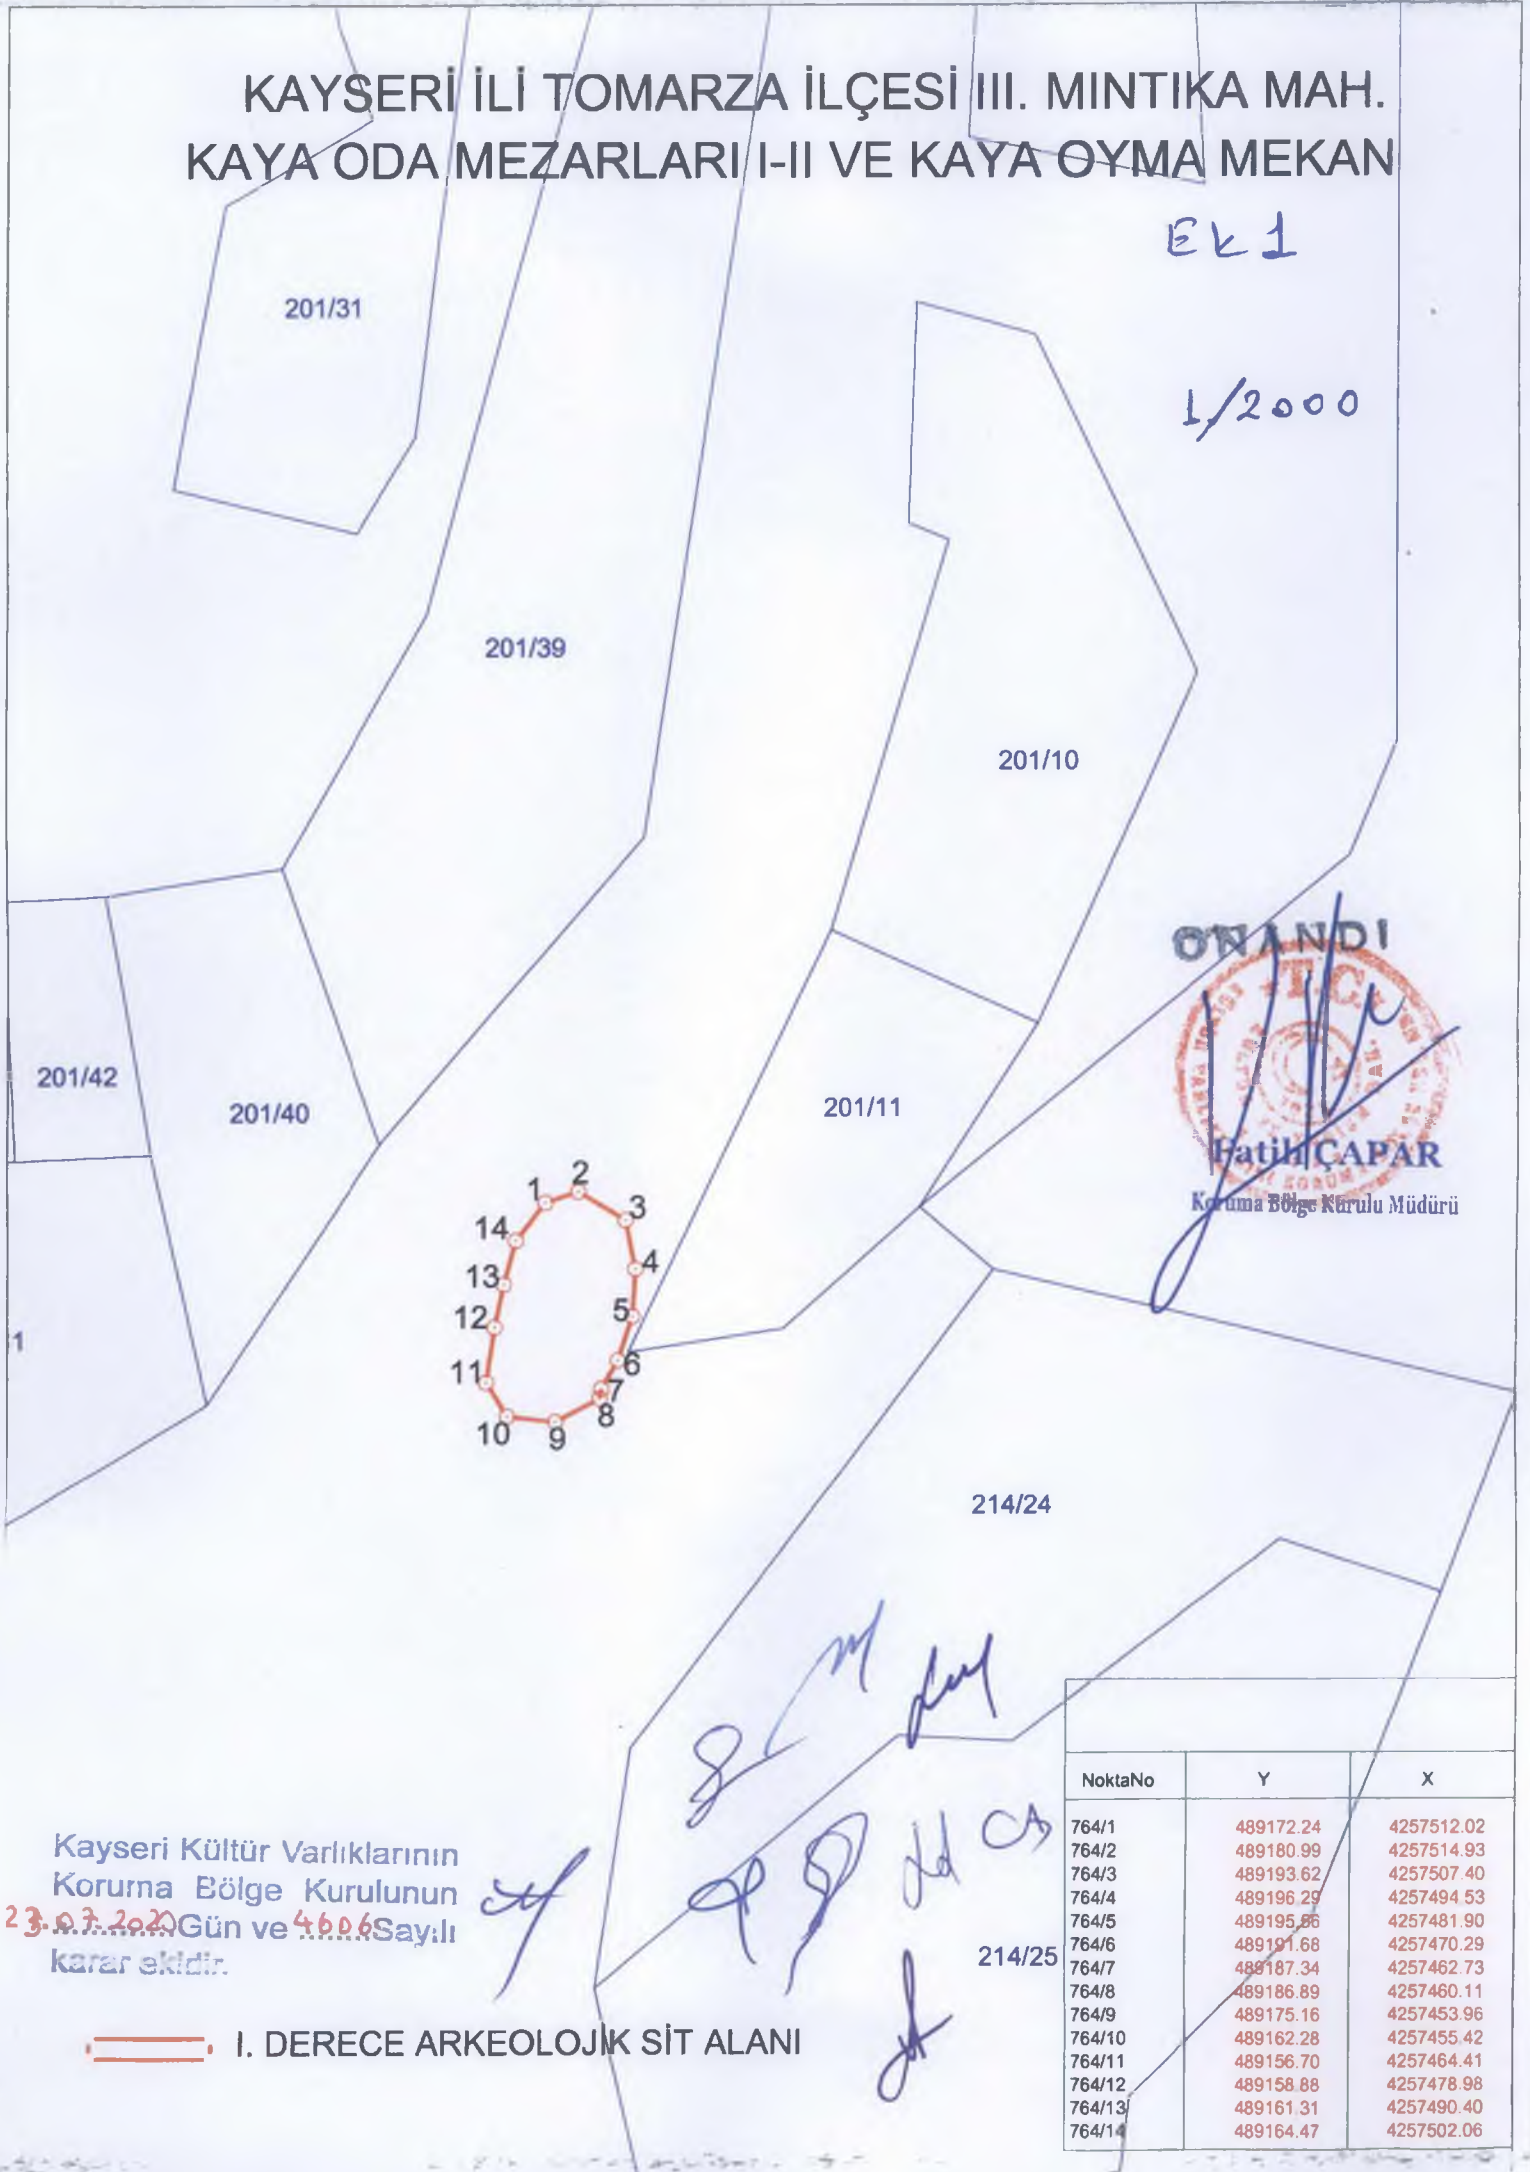 KAYSERİ İLİ TOMARZA İLÇESİ III. MINTIKA MAH.
KAYA ODA MEZARLARI I-II VE KAYA OYMA MEKAN
Ek 1
201/31
1/2000
201/39
201/10
ONANDI
T.C.
201/42
201/40
201/11
Fatih ÇAPAR
Koruma Bölge Kurulu Müdürü
1
2
3
14
4
13
5
12
6
11
7
8
10
9
1
214/24
NoktaNo Y X
764/1 489172.24 4257512.02
764/2 489180.99 4257514.93
764/3 489193.62 4257507.40
764/4 489196.29 4257494.53
764/5 489195.86 4257481.90
764/6 489191.68 4257470.29
764/7 489187.34 4257462.73
764/8 489186.89 4257460.11
764/9 489175.16 4257453.96
764/10 489162.28 4257455.42
764/11 489156.70 4257464.41
764/12 489158.88 4257478.98
764/13 489161.31 4257490.40
764/14 489164.47 4257502.06
214/25
Kayseri Kültür Varlıklarının
Koruma Bölge Kurulunun
23.07.2020 Gün ve 4606 Sayılı
karar ekidir.
I. DERECE ARKEOLOJİK SİT ALANI